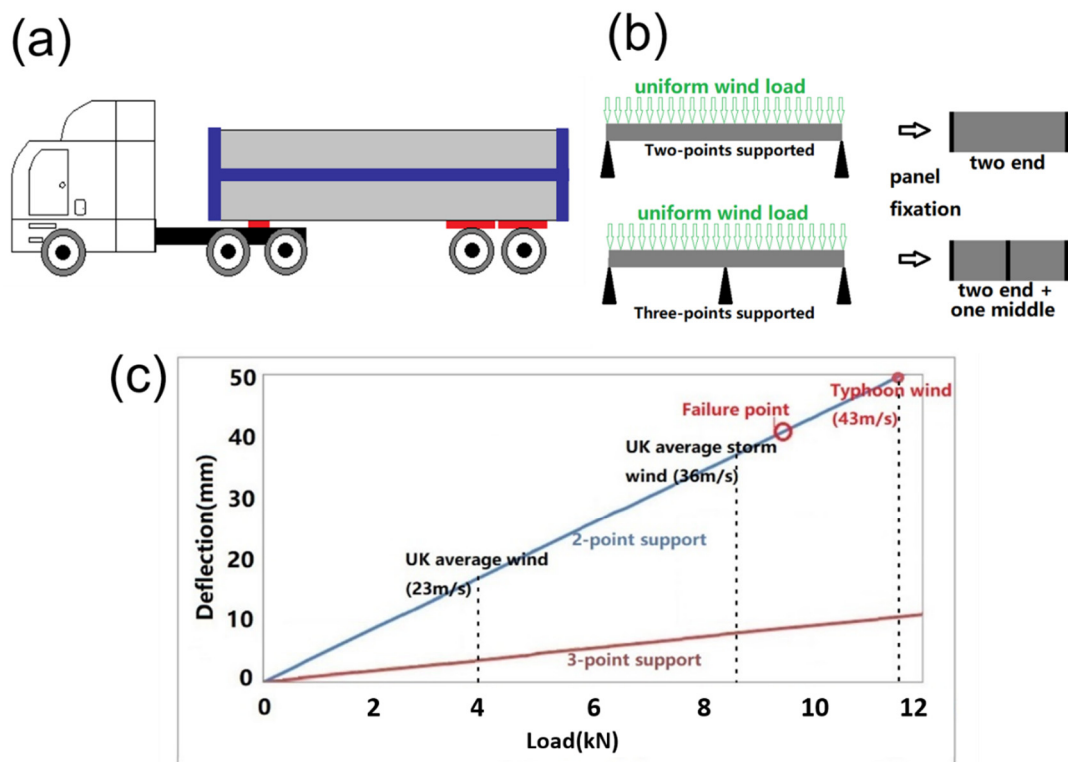 (a)
(b)
uniform wind load
Two-points supported
two end
panel
fixation
uniform wind load
Three-points supported
two end +
one middle
(c)
Deflection(mm)
50
40
30
20
10
0
Typhoon wind
(43m/s)
Failure point
UK average storm
wind (36m/s)
2-point support
UK average wind
(23m/s)
3-point support
0 2 4 6 8 10 12
Load(kN)